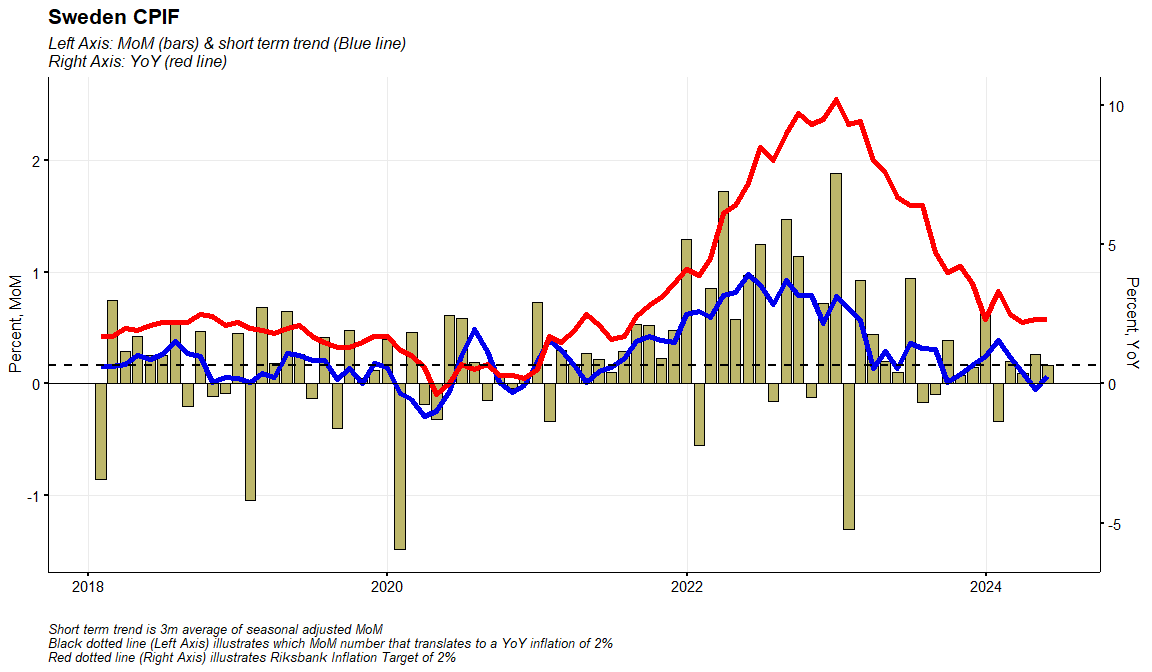 Sweden CPIF
Left Axis: MoM (bars) & short term trend (Blue line)
Right Axis: YoY (red line)
Percent, MoM
2
1
0
-1
10
5
0
-5
Percent, YoY
2018
2020
2022
2024
Short term trend is 3m average of seasonal adjusted MoM
Black dotted line (Left Axis) illustrates which MoM number that translates to a YoY inflation of 2%
Red dotted line (Right Axis) illustrates Riksbank Inflation Target of 2%